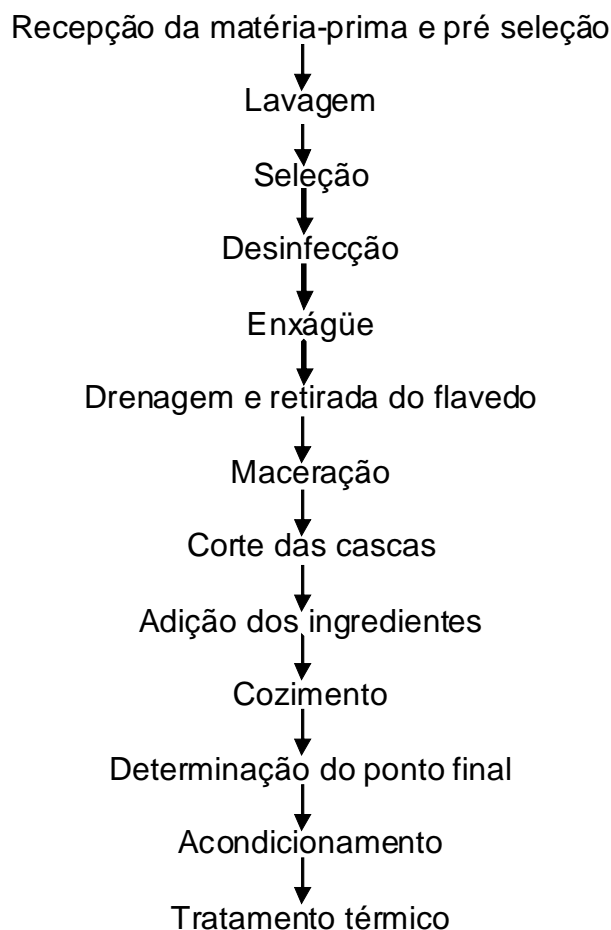 Recepção da matéria-prima e pré seleção
Lavagem
Seleção
Desinfecção
Enxágüe
Drenagem e retirada do flavedo
Maceração
Corte das cascas
Adição dos ingredientes
Cozimento
Determinação do ponto final
Acondicionamento
Tratamento térmico